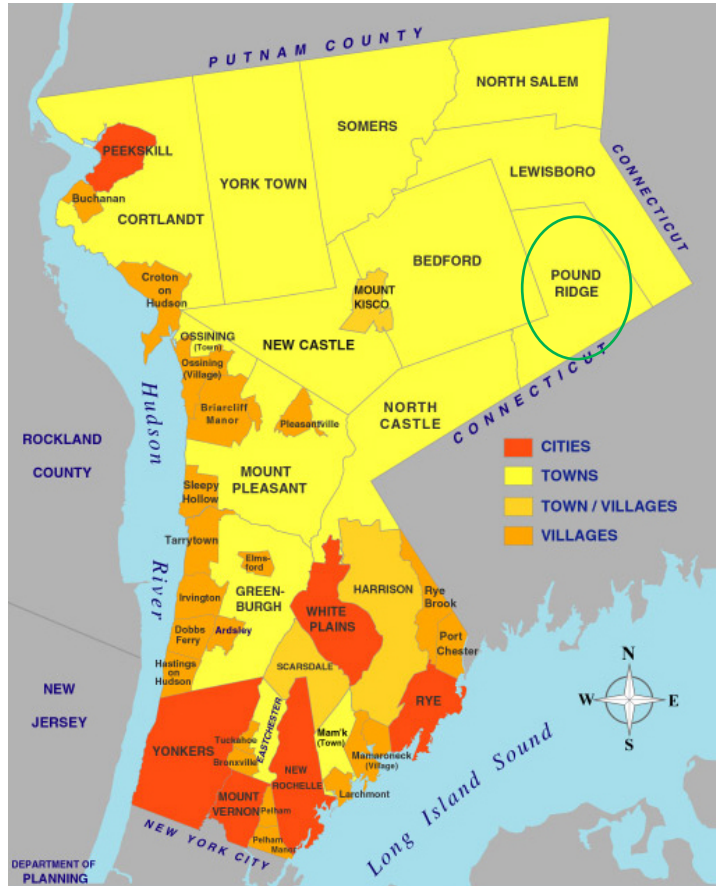 PUTNAM COUNTY
NORTH SALEM
SOMERS
PEEKSKILL
LEWISBORO
CONNECTICUT
YORK TOWN
Buchanan
CORTLANDT
BEDFORD
POUND
RIDGE
Croton
on
Hudson
MOUNT
KISCO
OSSINING
(Town)
NEW CASTLE
Ossining
(Village)
CONNECTICUT
Hudson
Briarcliff
Manor
Pleasantville
NORTH
CASTLE
ROCKLAND
COUNTY
CITIES
TOWNS
TOWN / VILLAGES
VILLAGES
MOUNT
PLEASANT
Sleepy
Hollow
Tarrytown
River
Elms-
ford
GREEN-
BURGH
HARRISON
Rye
Brook
Irvington
WHITE
PLAINS
Dobbs
Ferry
Ardsley
Port
Chester
Hastings
on
Hudson
SCARSDALE
N
W
E
S
NEW
JERSEY
RYE
EASTCHESTER
Mam'k
(Town)
YONKERS
Tuckahoe
Bronxville
Mamaroneck
(Village)
NEW
ROCHELLE
Larchmont
Long Island Sound
MOUNT
VERNON
Pelham
Pelham
Manor
NEW YORK CITY
DEPARTMENT OF
PLANNING